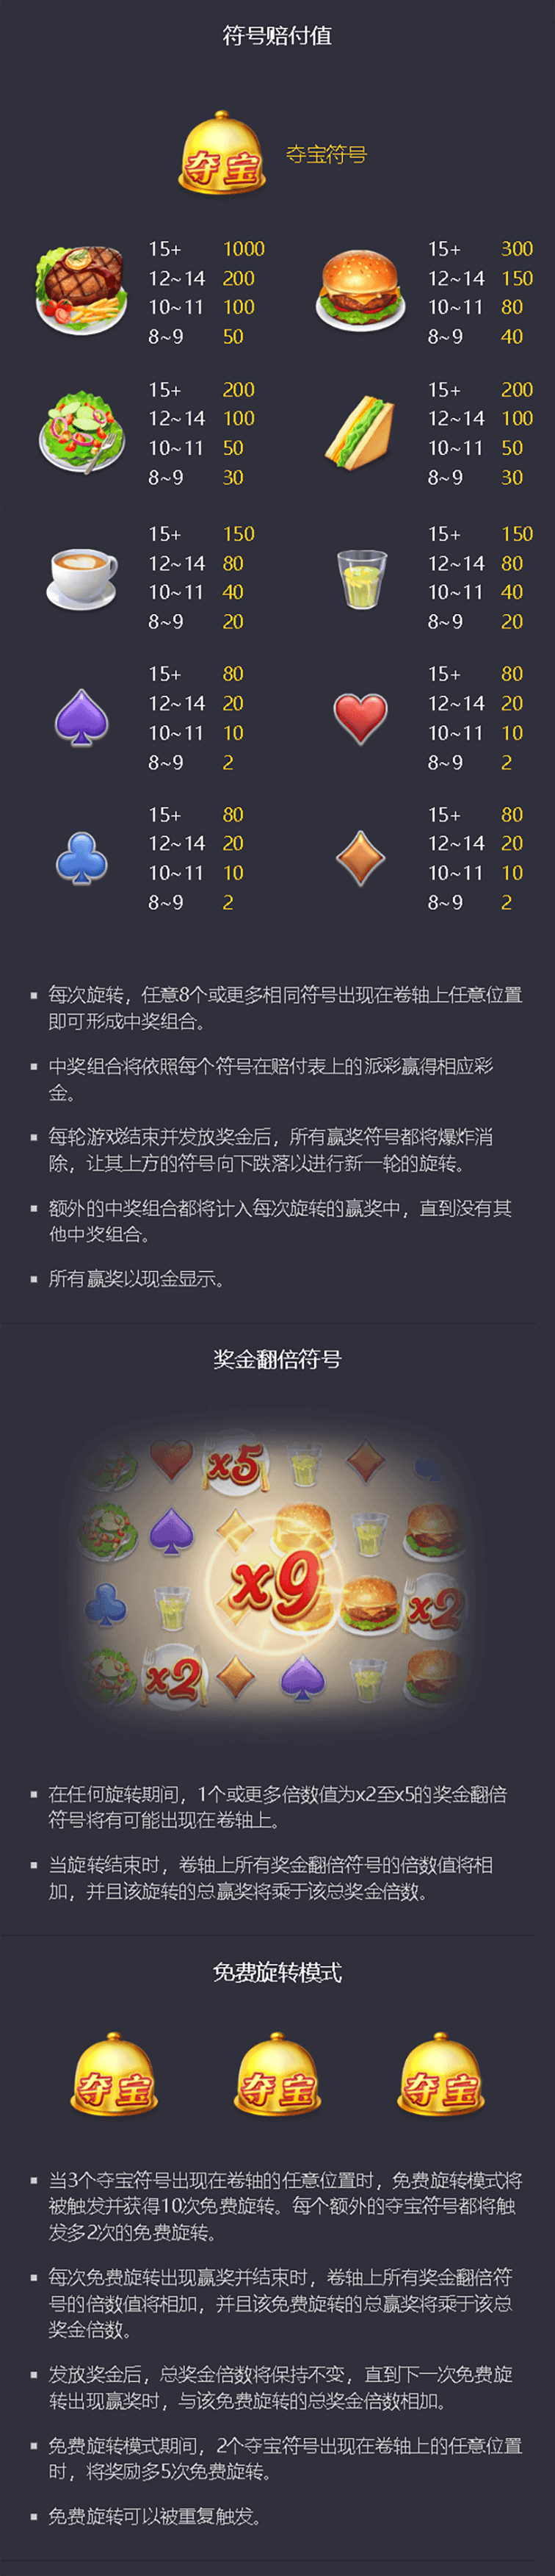 符号赔付值
夺宝 夺宝符号
15+ 1000 15+ 300
12~14 200 12~14 150
10~11 100 10~11 80
8~9 50 8~9 40
15+ 200 15+ 200
12~14 100 12~14 100
10~11 50 10~11 50
8~9 30 8~9 30
15+ 150 15+ 150
12~14 80 12~14 80
10~11 40 10~11 40
8~9 20 8~9 20
15+ 80 15+ 80
12~14 20 12~14 20
10~11 10 10~11 10
8~9 2 8~9 2
15+ 80 15+ 80
12~14 20 12~14 20
10~11 10 10~11 10
8~9 2 8~9 2
▪ 每次旋转，任意8个或更多相同符号出现在卷轴上任意位置
即可形成中奖组合。
▪ 中奖组合将依照每个符号在赔付表上的派彩赢得相应彩
金。
▪ 每轮游戏结束并发放奖金后，所有赢奖符号都将爆炸消
除，让其上方的符号向下跌落以进行新一轮的旋转。
▪ 额外的中奖组合都将计入每次旋转的赢奖中，直到没有其
他中奖组合。
▪ 所有赢奖以现金显示。
奖金翻倍符号
x5
x9
x2
x2
▪ 在任何旋转期间，1个或更多倍数值为x2至x5的奖金翻倍
符号将有可能出现在卷轴上。
▪ 当旋转结束时，卷轴上所有奖金翻倍符号的倍数值将相
加，并且该旋转的总赢奖将乘于该总奖金倍数。
免费旋转模式
夺宝 夺宝 夺宝
▪ 当3个夺宝符号出现在卷轴的任意位置时，免费旋转模式将
被触发并获得10次免费旋转。每个额外的夺宝符号都将触
发多2次的免费旋转。
▪ 每次免费旋转出现赢奖并结束时，卷轴上所有奖金翻倍符
号的倍数值将相加，并且该免费旋转的总赢奖将乘于该总
奖金倍数。
▪ 发放奖金后，总奖金倍数将保持不变，直到下一次免费旋
转出现赢奖时，与该免费旋转的总奖金倍数相加。
▪ 免费旋转模式期间，2个夺宝符号出现在卷轴上的任意位置
时，将奖励多5次免费旋转。
▪ 免费旋转可以被重复触发。